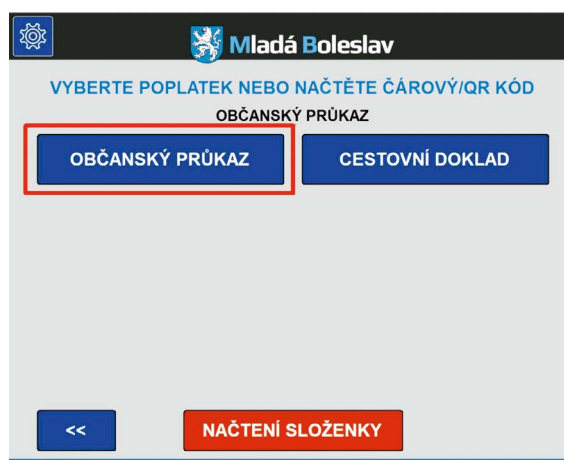 Mladá Boleslav
VYBERTE POPLATEK NEBO NAČTĚTE ČÁROVÝ/QR KÓD
OBČANSKÝ PRŮKAZ
OBČANSKÝ PRŮKAZ
CESTOVNÍ DOKLAD
<<
NAČTENÍ SLOŽENKY